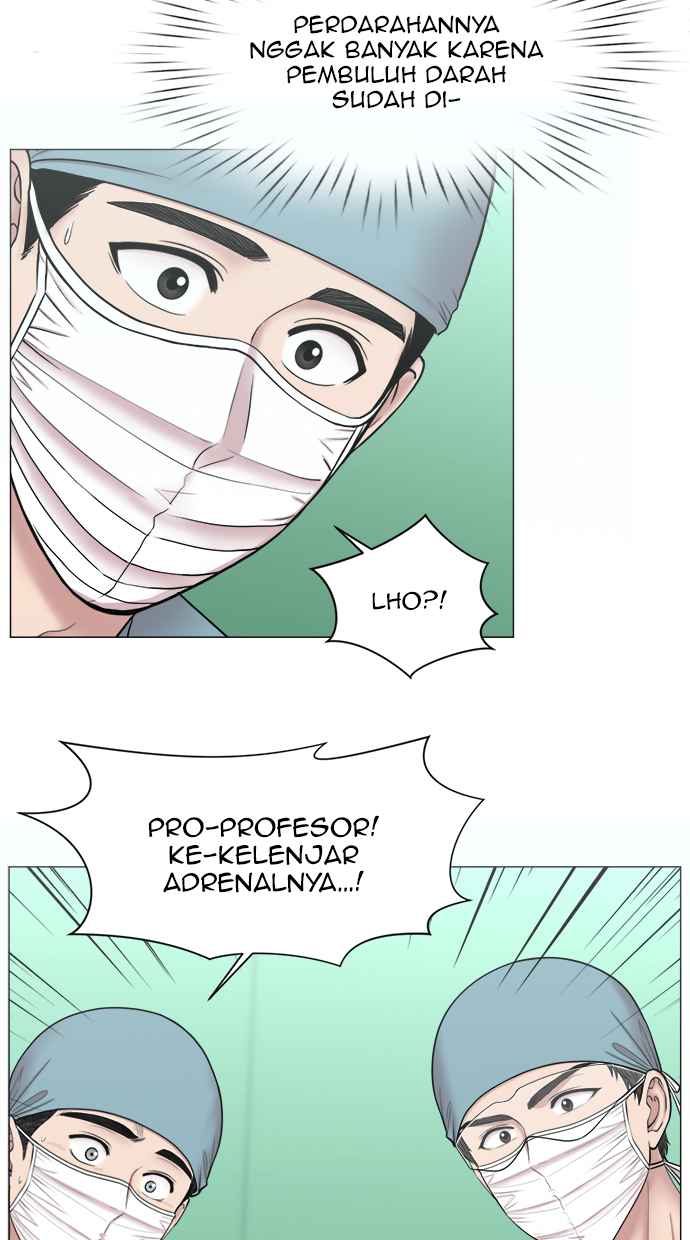 PERDARAHANNYA
NGGAK BANYAK KARENA
PEMBULUH DARAH
SUDAH DI-
LHO?!
PRO-PROFESOR!
KE-KELENJAR
ADRENALNYA...!